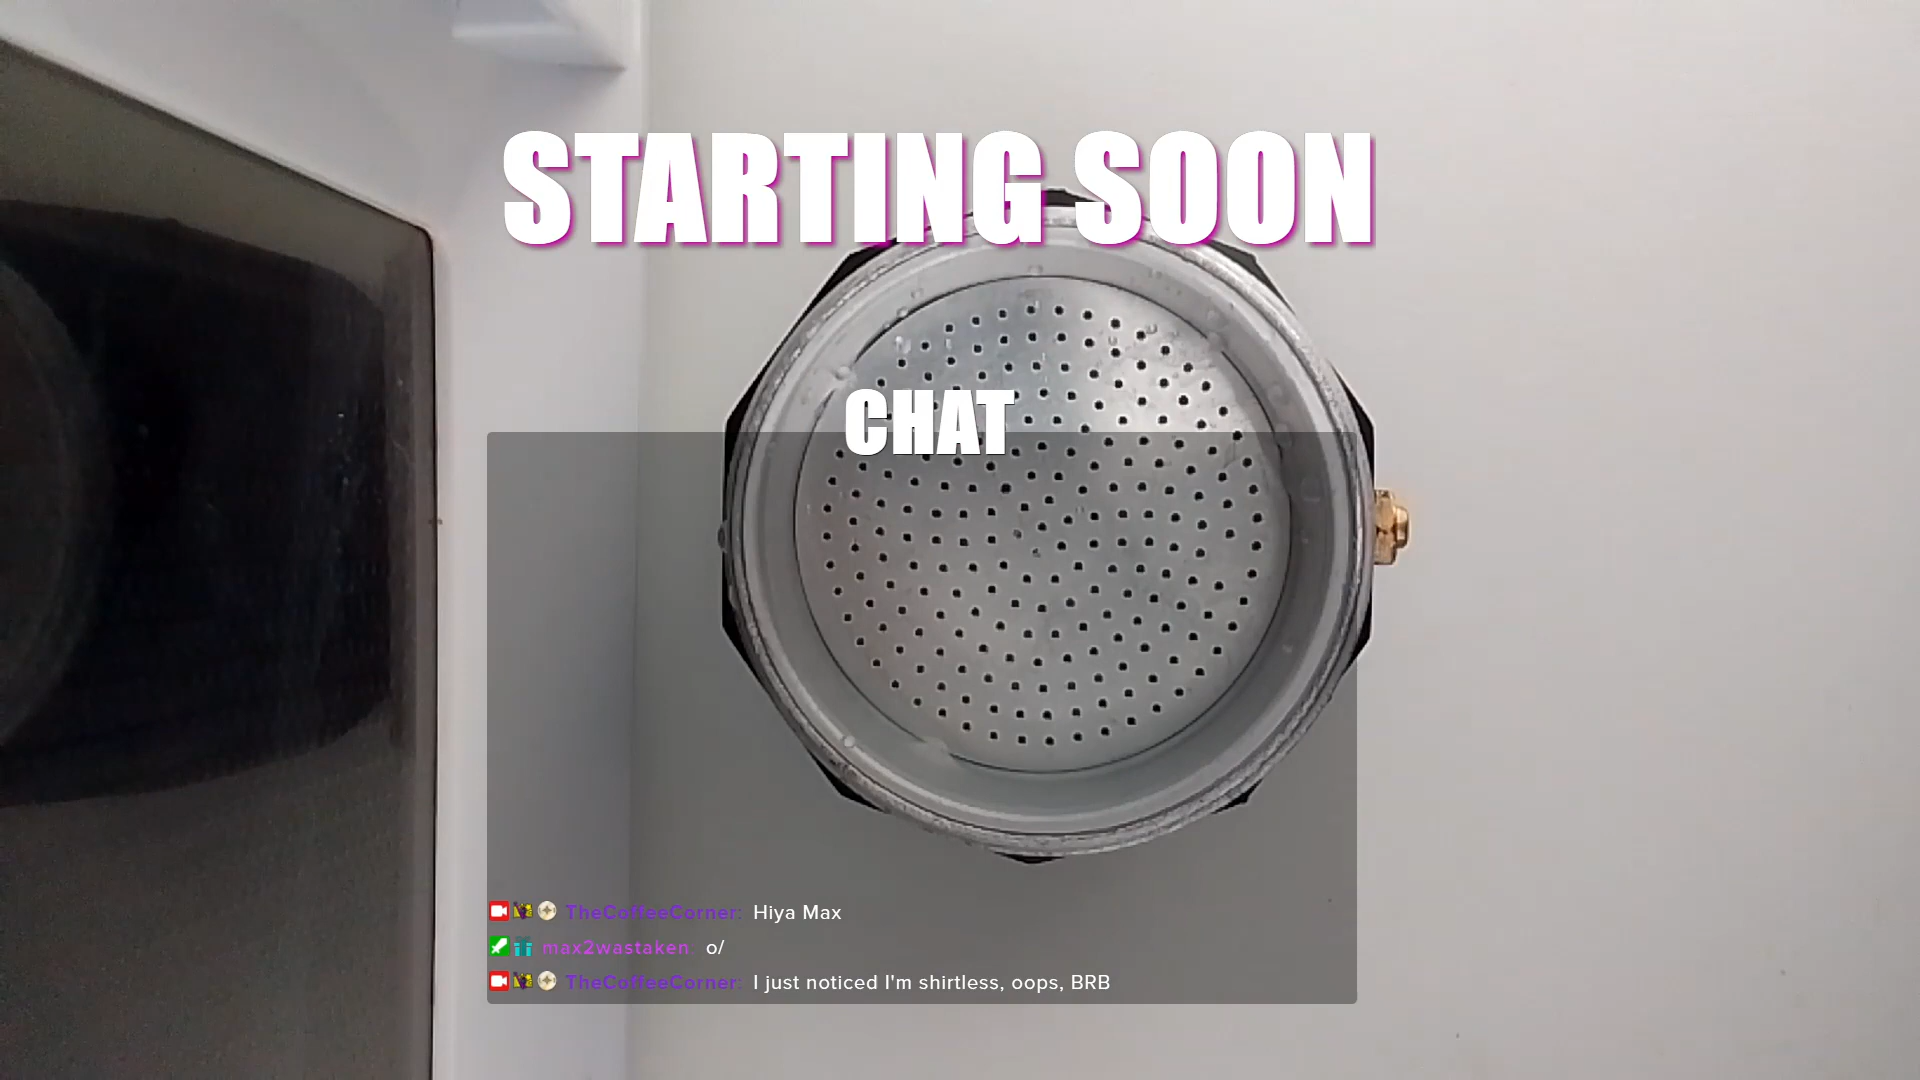 STARTING SOON
CHAT
TheCoffeeCorner: Hiya Max
max2wastaken: o/
TheCoffeeCorner: I just noticed I'm shirtless, oops, BRB